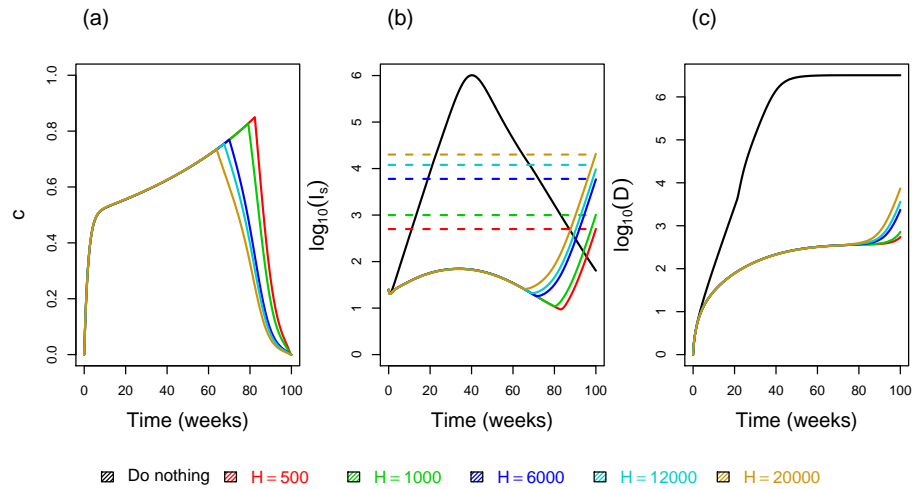 (a) (b) (c)
c
0.0 0.2 0.4 0.6 0.8 1.0
0 20 40 60 80 100
Time (weeks)
log10(Is)
0 1 2 3 4 5 6
0 20 40 60 80 100
Time (weeks)
log10(D)
0 1 2 3 4 5 6
0 20 40 60 80 100
Time (weeks)
Do nothing H = 500 H = 1000 H = 6000 H = 12000 H = 20000